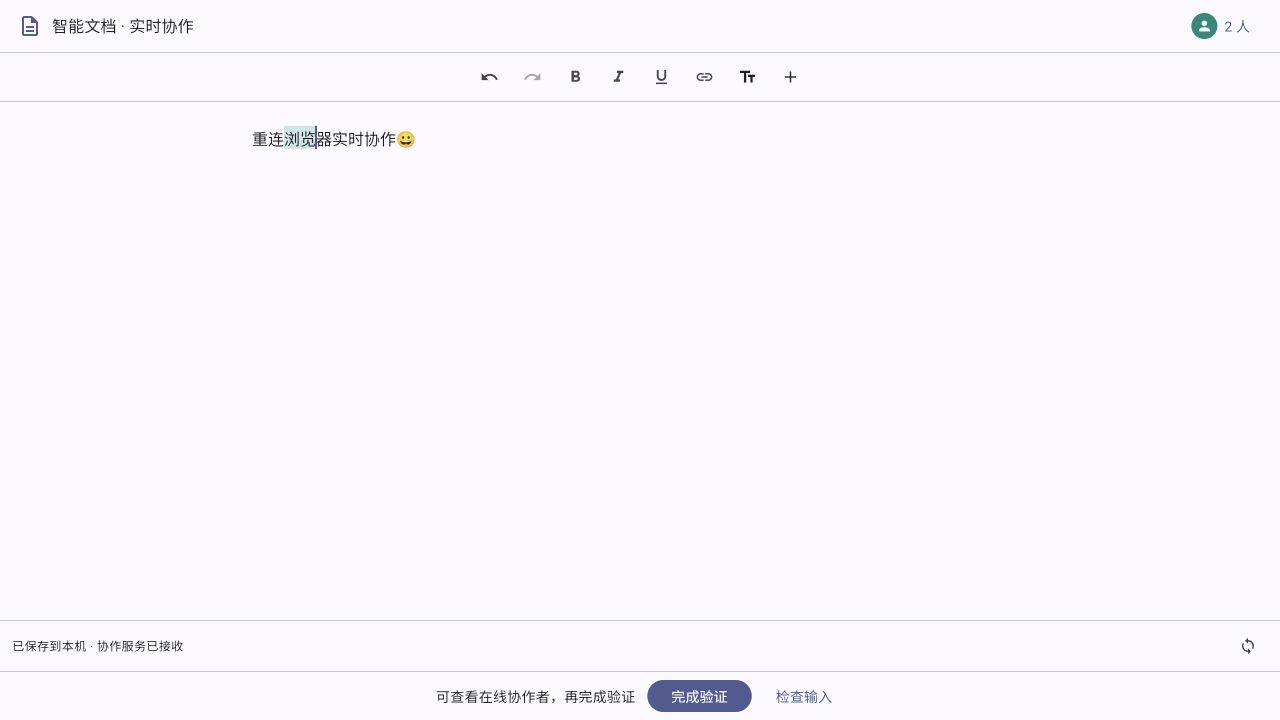 智能文档 · 实时协作
2 人
B I U Tт +
重连浏览器实时协作😀
已保存到本机 · 协作服务已接收
可查看在线协作者，再完成验证
完成验证
检查输入